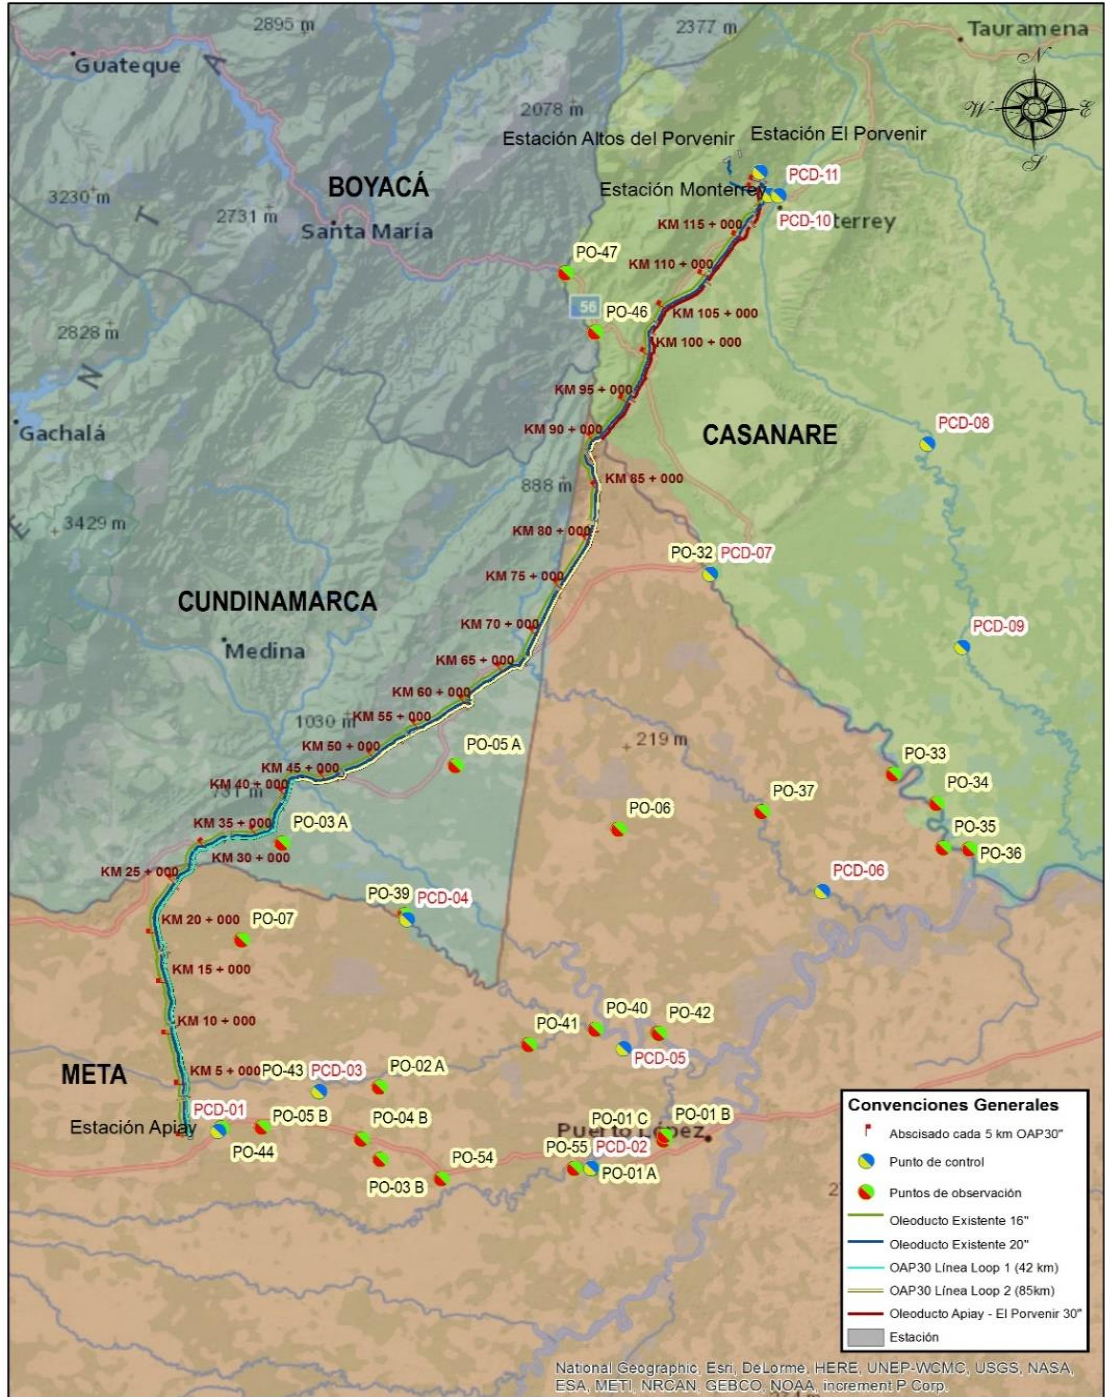 2895 m
2377 m
Tauramena
Guateque
A
N
2078 m
W
E
Estación Altos del Porvenir
Estación El Porvenir
S
3230
PCD-11
BOYACÁ
Estación Monterrey
m
2731 m
T
PCD-10
terrey
Santa María
KM 115 + 000
PO-47
KM 110 + 000
56
PO-46
KM 105 + 000
2828 m
KM 100 + 000
N
KM 95 + 000
Gachalá
KM 90 + 000
CASANARE
PCD-08
888 m
KM 85 + 000
E
3429 m
KM 80 + 000
PO-32
PCD-07
KM 75 + 000
CUNDINAMARCA
KM 70 + 000
PCD-09
Medina
KM 65 + 000
KM 60 + 000
1030 m
KM 55 + 000
219 m
KM 50 + 000
PO-05 A
PO-33
KM 45 + 000
KM 40 + 000
PO-34
PO-06
PO-37
KM 35 + 000
PO-03 A
PO-35
KM 30 + 000
PO-36
KM 25 + 000
PCD-06
PO-39
PCD-04
KM 20 + 000
PO-07
KM 15 + 000
PO-40
PO-42
KM 10 + 000
PO-41
PCD-05
META
KM 5 + 000
PO-43
PCD-03
PO-02 A
PCD-01
Estación Apiay
PO-05 B
PO-04 B
PO-01 C
PO-01 B
Puerto López
PO-44
PO-54
PO-55
PCD-02
PO-03 B
PO-01 A
Convenciones Generales
Abscisado cada 5 km OAP30"
Punto de control
Puntos de observación
Oleoducto Existente 16"
Oleoducto Existente 20"
OAP30 Línea Loop 1 (42 km)
OAP30 Línea Loop 2 (85km)
Oleoducto Apiay - El Porvenir 30"
Estación
National Geographic, Esri, DeLorme, HERE, UNEP-WCMC, USGS, NASA,
ESA, METI, NRCAN, GEBCO, NOAA, increment P Corp.